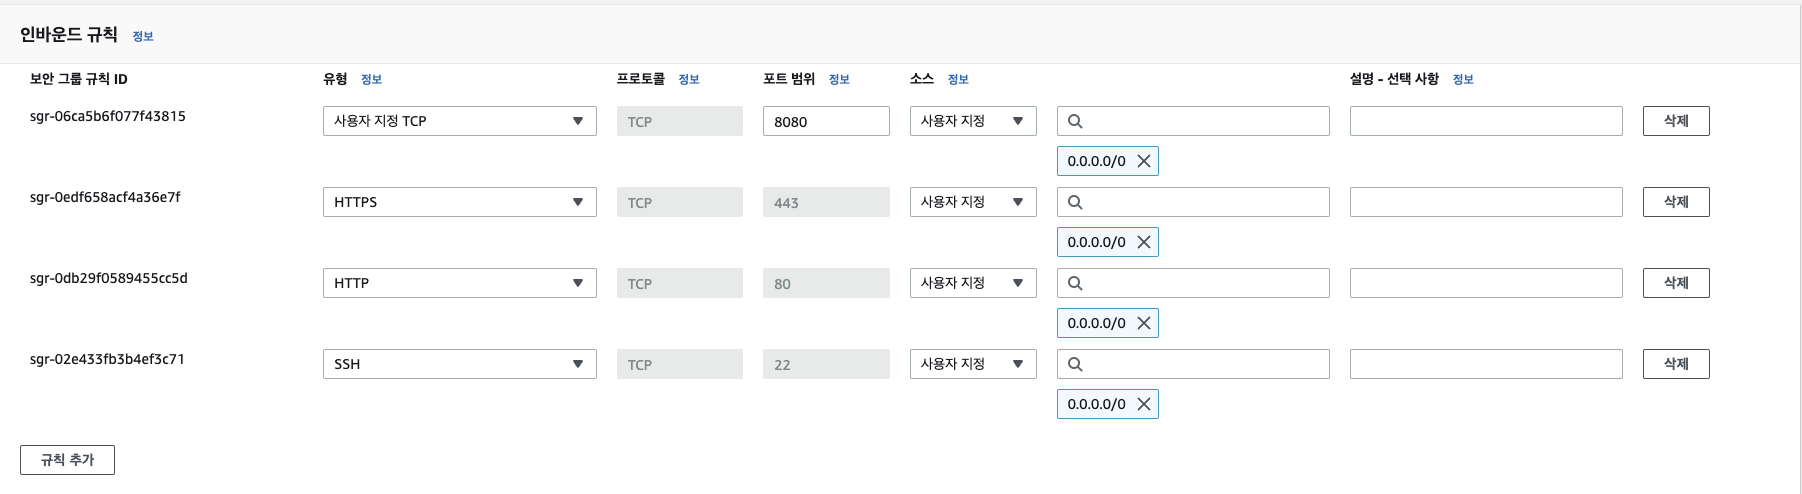 인바운드 규칙 정보
보안 그룹 규칙 ID 유형 정보 프로토콜 정보 포트 범위 정보 소스 정보 설명 - 선택 사항 정보
sgr-06ca5b6f077f43815 사용자 지정 TCP TCP 8080 사용자 지정 삭제
0.0.0.0/0
sgr-0edf658acf4a36e7f HTTPS TCP 443 사용자 지정 삭제
0.0.0.0/0
sgr-0db29f0589455cc5d HTTP TCP 80 사용자 지정 삭제
0.0.0.0/0
sgr-02e433fb3b4ef3c71 SSH TCP 22 사용자 지정 삭제
0.0.0.0/0
규칙 추가